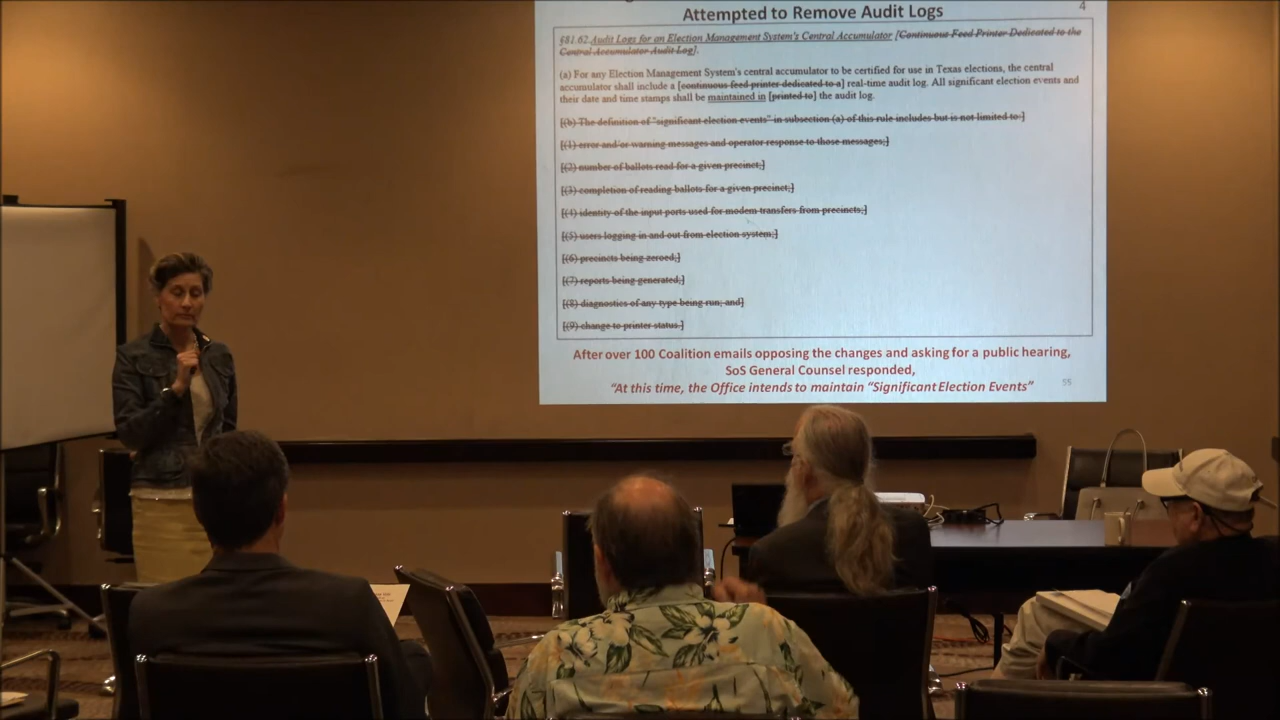 Attempted to Remove Audit Logs
4
§81.62.Audit Logs for an Election Management System's Central Accumulator [Continuous Feed Printer Dedicated to the
Central Accumulator Audit Log].
(a) For any Election Management System's central accumulator to be certified for use in Texas elections, the central
accumulator shall include a [continuous feed printer dedicated to a] real-time audit log. All significant election events and
their date and time stamps shall be maintained in [printed to] the audit log.
[(b) The definition of "significant election events" in subsection (a) of this rule includes but is not limited to:]
[(1) error and/or warning messages and operator response to those messages;]
[(2) number of ballots read for a given precinct;]
[(3) completion of reading ballots for a given precinct;]
[(4) identity of the input ports used for modem transfers from precincts;]
[(5) users logging in and out from election system;]
[(6) precincts being zeroed;]
[(7) reports being generated;]
[(8) diagnostics of any type being run; and]
[(9) change to printer status.]
After over 100 Coalition emails opposing the changes and asking for a public hearing,
SoS General Counsel responded,
"At this time, the Office intends to maintain "Significant Election Events"
55